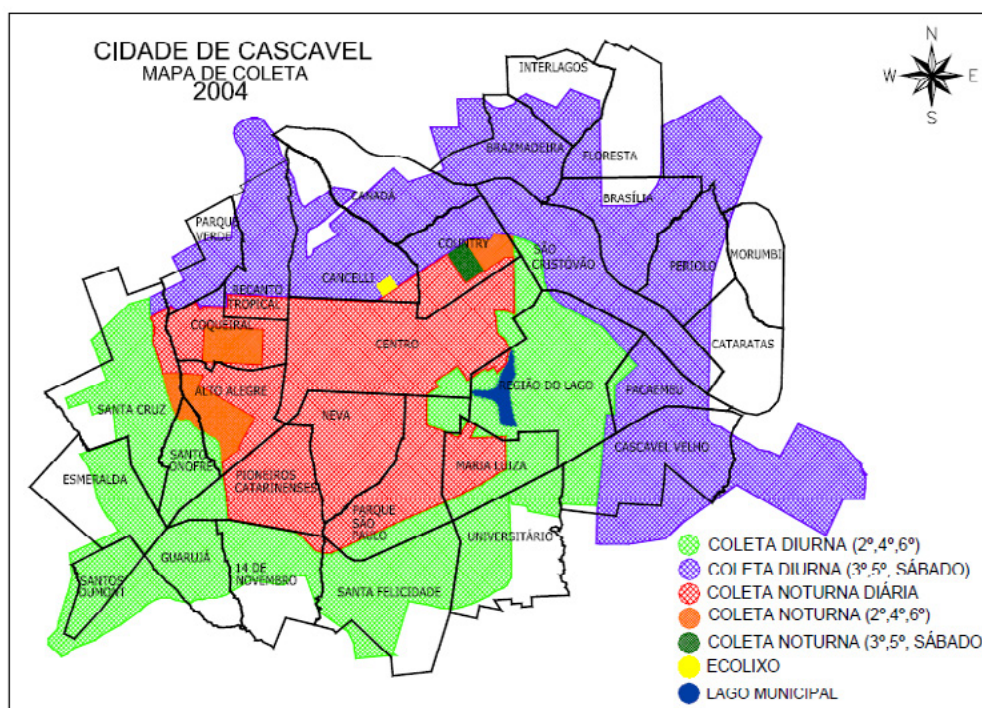 CIDADE DE CASCAVEL
MAPA DE COLETA
2004
N
W
E
S
INTERLAGOS
BRAZMADEIRA
FLORESTA
CANADÁ
BRASÍLIA
PARQUE
VERDE
COUNTRY
SÃO
CRISTOVÃO
MORUMBI
PERIOLO
CANCELLI
RECANTO
TROPICAL
COQUEIRAL
CENTRO
CATARATAS
ALTO ALEGRE
REGIÃO DO LAGO
PACAEMBU
SANTA CRUZ
NEVA
CASCAVEL VELHO
SANTO
ONOFRE
MARIA LUIZA
ESMERALDA
PIONEIROS
CATARINENSES
PARQUE
SÃO
PAULO
UNIVERSITÁRIO
GUARUJÁ
14 DE
NOVEMBRO
SANTOS
DUMONT
SANTA FELICIDADE
COLETA DIURNA (2º,4º,6º)
COLETA DIURNA (3º,5º, SÁBADO)
COLETA NOTURNA DIÁRIA
COLETA NOTURNA (2º,4º,6º)
COLETA NOTURNA (3º,5º, SÁBADO
ECOLIXO
LAGO MUNICIPAL